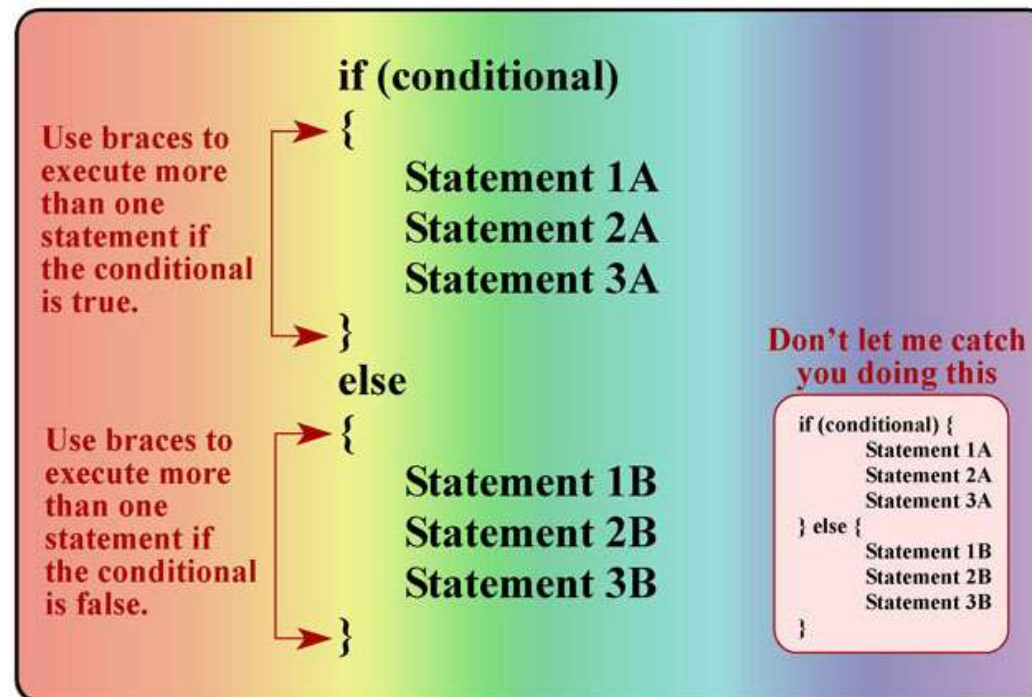 if (conditional)
{
Statement 1A
Statement 2A
Statement 3A
}
else
{
Statement 1B
Statement 2B
Statement 3B
}
Use braces to
execute more
than one
statement if
the conditional
is true.
Use braces to
execute more
than one
statement if
the conditional
is false.
Don’t let me catch
you doing this
if (conditional) {
Statement 1A
Statement 2A
Statement 3A
} else {
Statement 1B
Statement 2B
Statement 3B
}